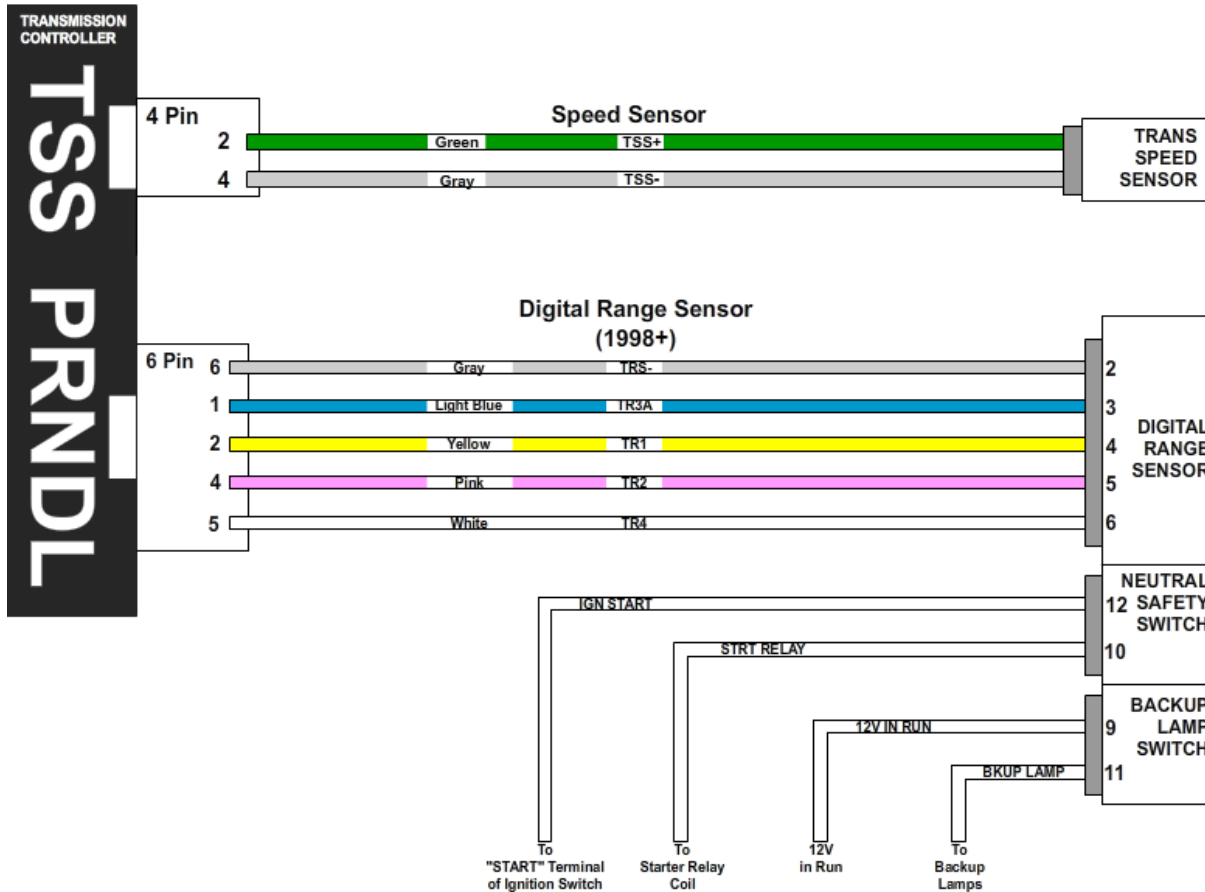 TRANSMISSION
CONTROLLER
TSS PRNDL
4 Pin
Speed Sensor
2 Green TSS+
4 Gray TSS-
TRANS
SPEED
SENSOR
Digital Range Sensor
(1998+)
6 Pin
6 Gray TRS- 2
1 Light Blue TR3A 3
2 Yellow TR1 4
4 Pink TR2 5
5 White TR4 6
DIGITAL
RANGE
SENSOR
NEUTRAL
SAFETY
SWITCH
IGN START 12
STRT RELAY 10
BACKUP
LAMP
SWITCH
12V IN RUN 9
BKUP LAMP 11
To
"START" Terminal
of Ignition Switch
To
Starter Relay
Coil
12V
in Run
To
Backup
Lamps